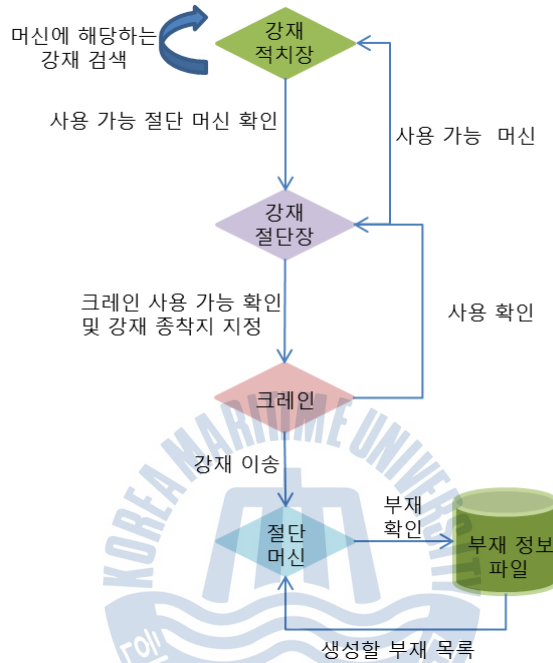 머신에 해당하는
강재 검색
강재
적치장
사용 가능 절단 머신 확인
사용 가능 머신
강재
절단장
크레인 사용 가능 확인
및 강재 종착지 지정
사용 확인
크레인
강재 이송
KOREA MARITIME UNIVERSITY
부재
확인
절단
머신
부재 정보
파일
생성할 부재 목록